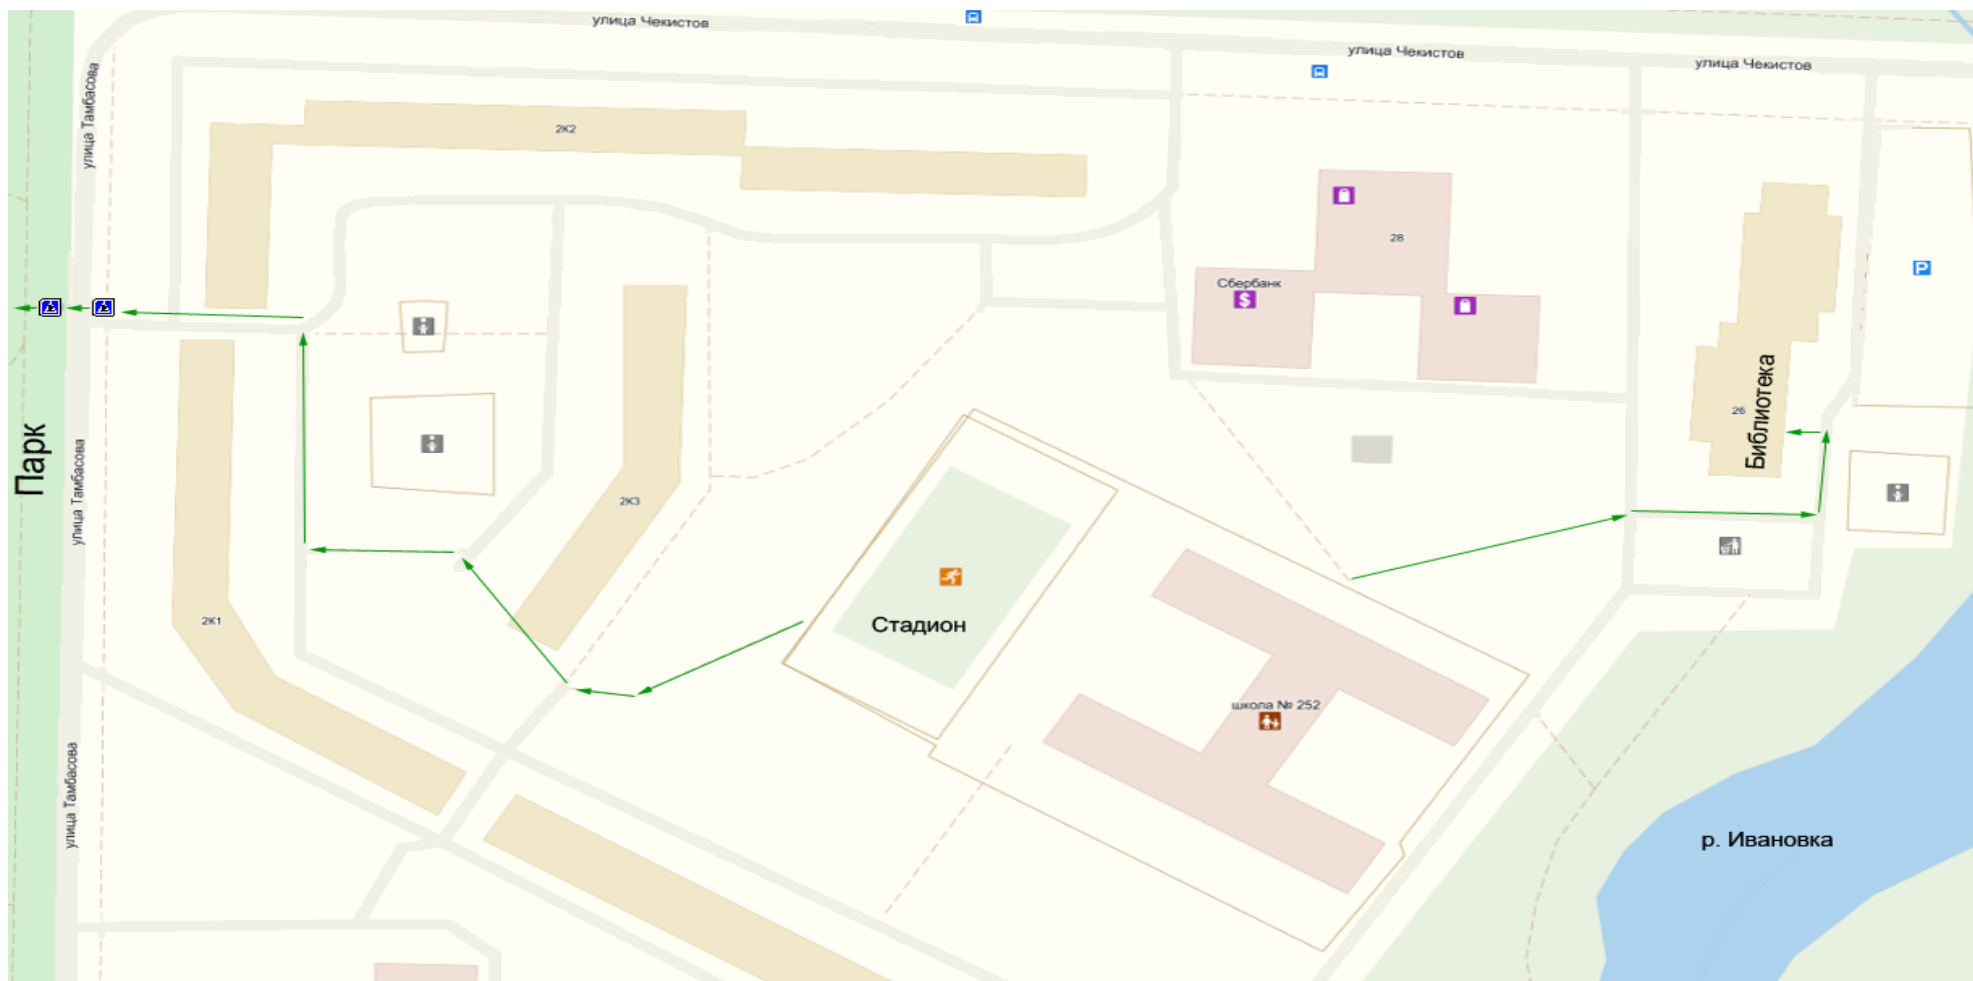 улица Чекистов
улица Чекистов
улица Чекистов
улица Тамбасова
2К2
28
Сбербанк
$
P
Библиотека
26
Парк
улица Тамбасова
2К3
Стадион
2К1
школа № 252
улица Тамбасова
р. Ивановка